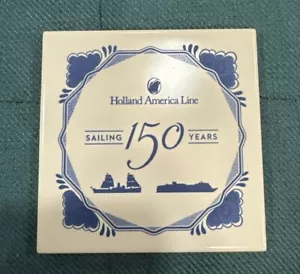 Holland America Line
SAILING 150 YEARS